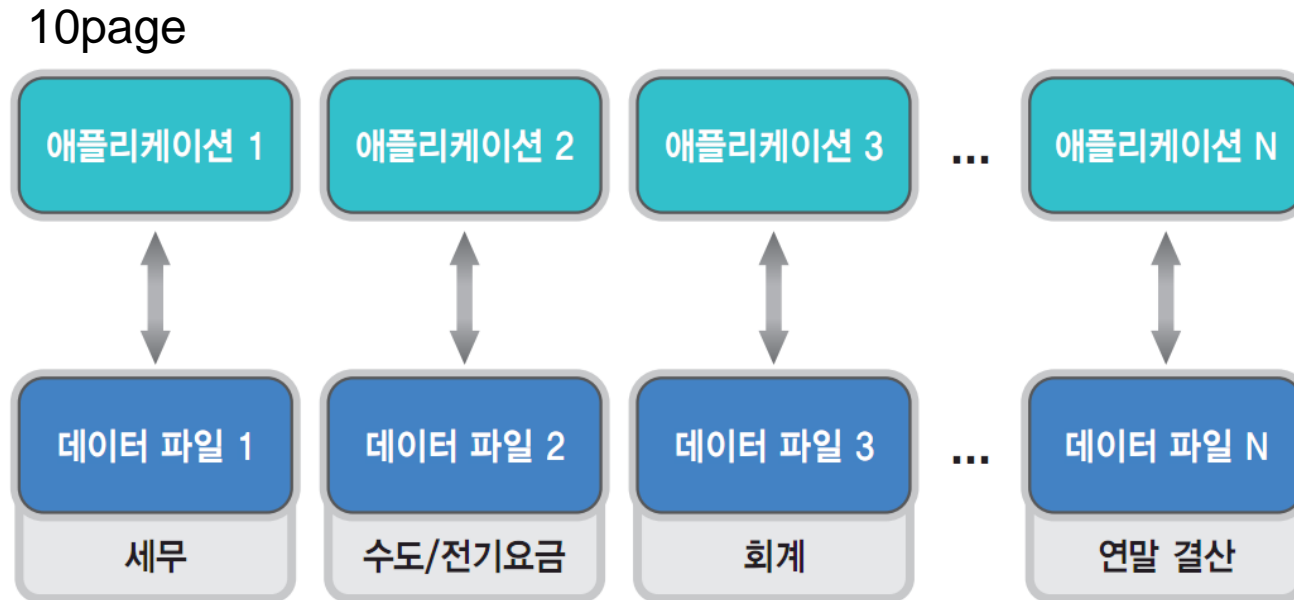 10page
애플리케이션 1
애플리케이션 2
애플리케이션 3
...
애플리케이션 N
데이터 파일 1
데이터 파일 2
데이터 파일 3
...
데이터 파일 N
세무
수도/전기요금
회계
연말 결산